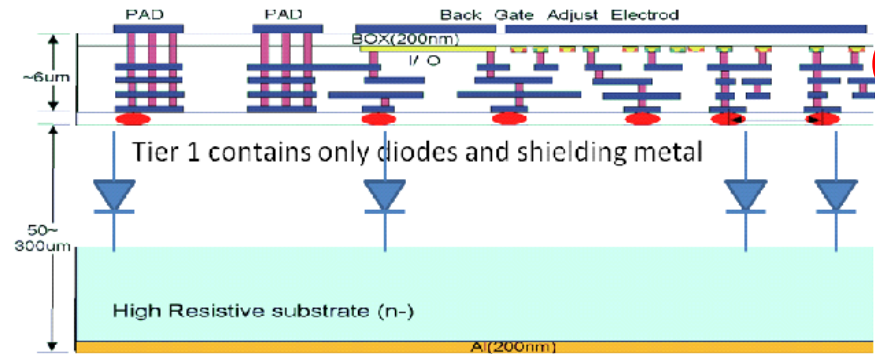 PAD
PAD
Back Gate Adjust Electrod
BOX(200nm)
I/O
~6um
Tier 1 contains only diodes and shielding metal
50~
300um
High Resistive substrate (n-)
Al(200nm)